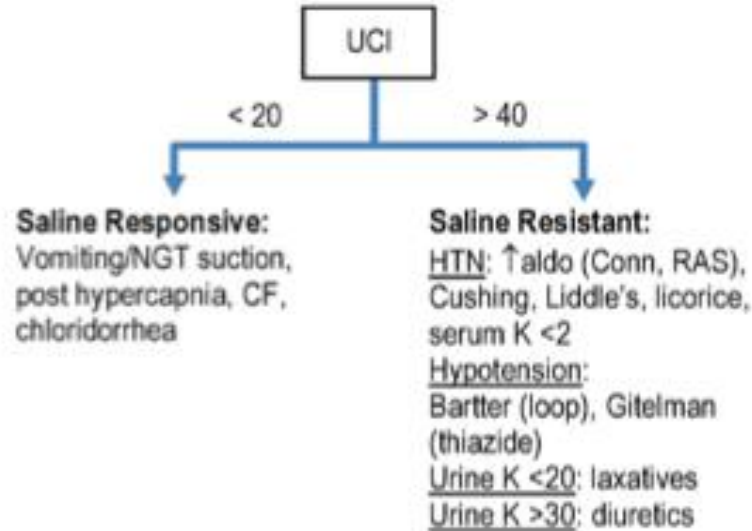 UCl
< 20
> 40
Saline Responsive:
Vomiting/NGT suction,
post hypercapnia, CF,
chloridorrhea
Saline Resistant:
HTN: ↑aldo (Conn, RAS),
Cushing, Liddle's, licorice,
serum K <2
Hypotension:
Bartter (loop), Gitelman
(thiazide)
Urine K <20: laxatives
Urine K >30: diuretics